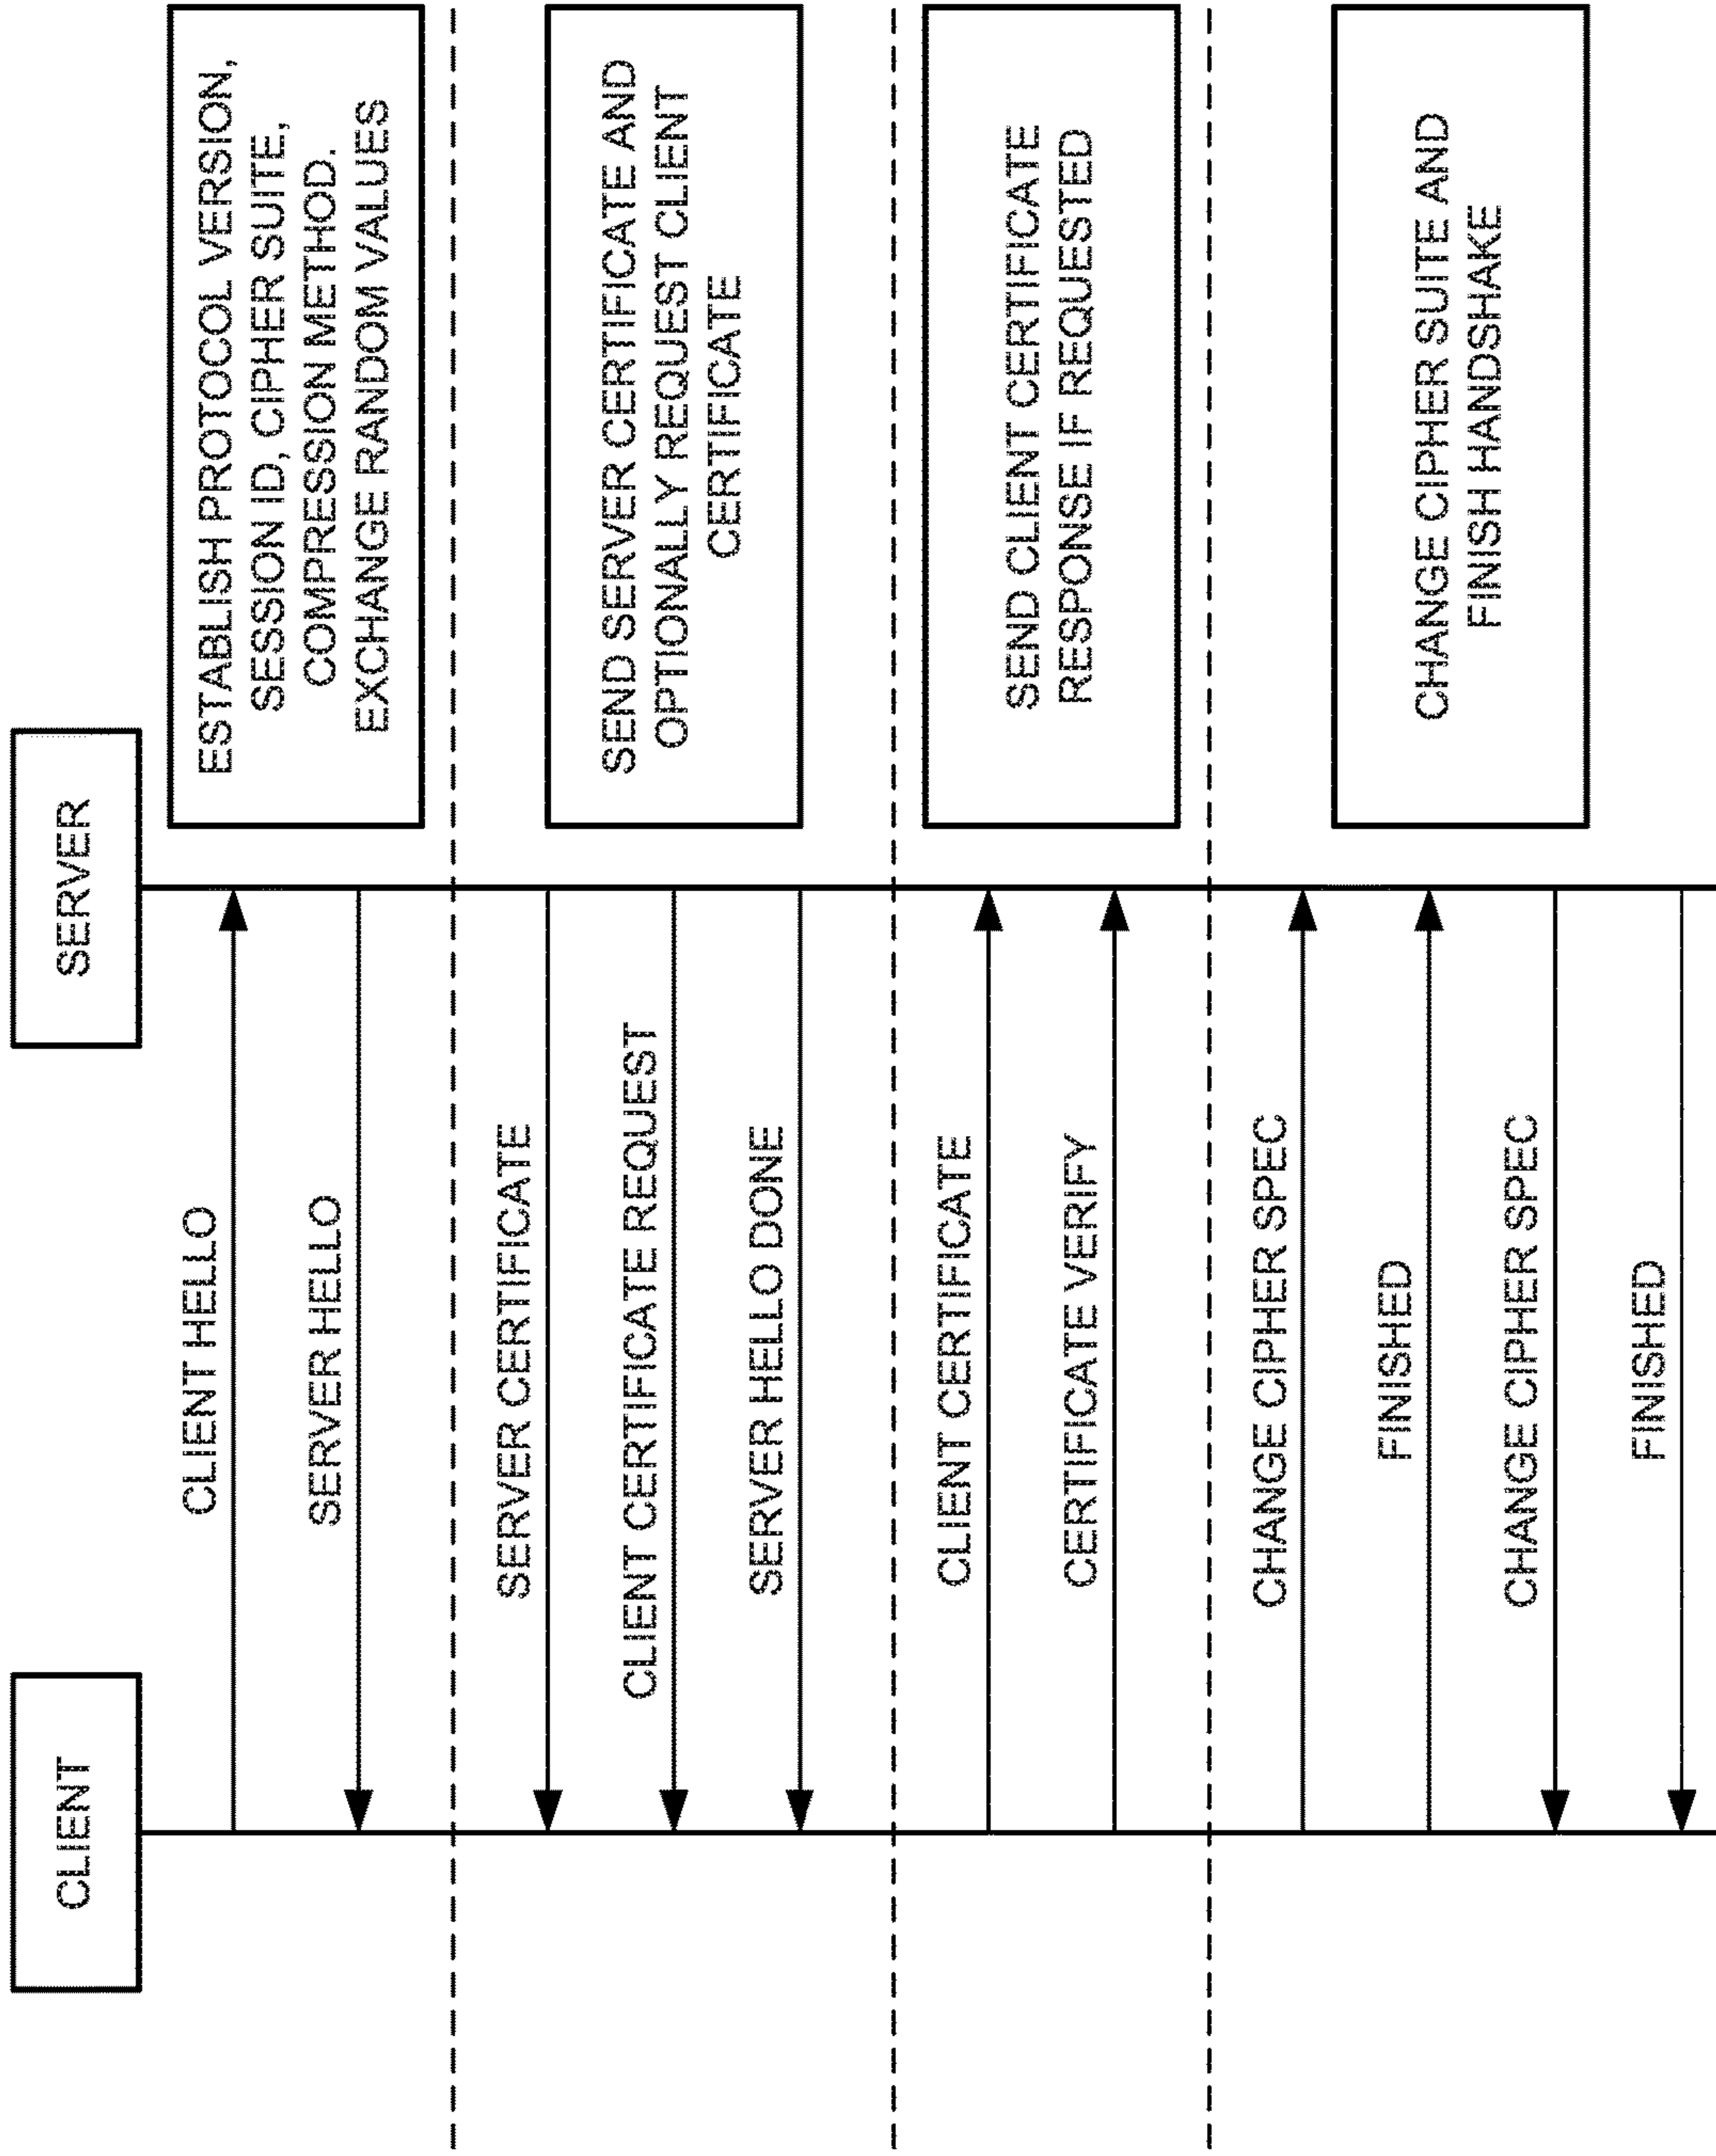 CLIENT
SERVER
CLIENT HELLO
SERVER HELLO
ESTABLISH PROTOCOL VERSION,
SESSION ID, CIPHER SUITE,
COMPRESSION METHOD.
EXCHANGE RANDOM VALUES
SERVER CERTIFICATE
CLIENT CERTIFICATE REQUEST
SERVER HELLO DONE
SEND SERVER CERTIFICATE AND
OPTIONALLY REQUEST CLIENT
CERTIFICATE
CLIENT CERTIFICATE
CERTIFICATE VERIFY
SEND CLIENT CERTIFICATE
RESPONSE IF REQUESTED
CHANGE CIPHER SPEC
FINISHED
CHANGE CIPHER SPEC
FINISHED
CHANGE CIPHER SUITE AND
FINISH HANDSHAKE